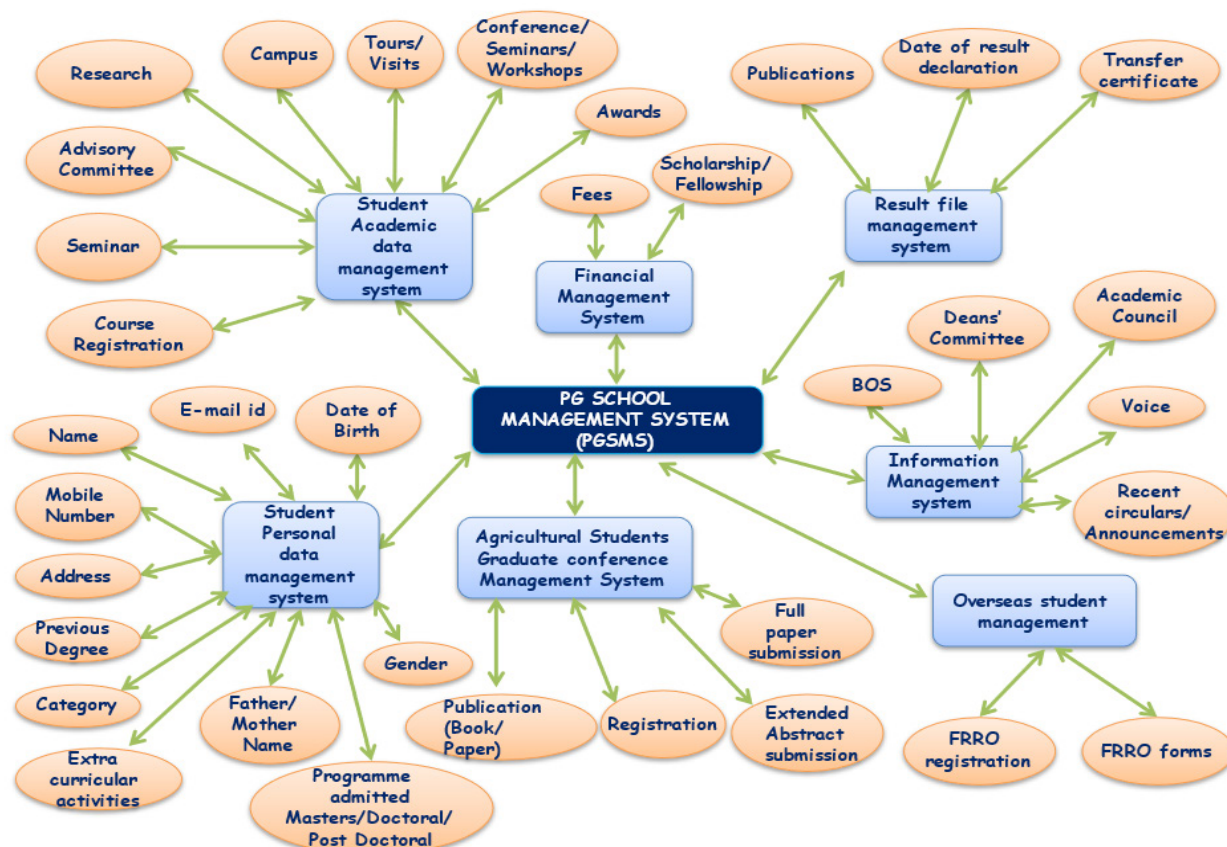 Research
Campus
Tours/
Visits
Conference/
Seminars/
Workshops
Awards
Advisory
Committee
Seminar
Course
Registration
Student
Academic
data
management
system
Fees
Scholarship/
Fellowship
Financial
Management
System
Publications
Date of result
declaration
Transfer
certificate
Result file
management
system
PG SCHOOL
MANAGEMENT SYSTEM
(PGSMS)
BOS
Deans'
Committee
Academic
Council
Voice
Recent
circulars/
Announcements
Information
Management
system
Name
E-mail id
Date of
Birth
Mobile
Number
Address
Previous
Degree
Category
Extra
curricular
activities
Father/
Mother
Name
Programme
admitted
Masters/Doctoral/
Post Doctoral
Gender
Student
Personal
data
management
system
Agricultural Students
Graduate conference
Management System
Publication
(Book/
Paper)
Registration
Extended
Abstract
submission
Full
paper
submission
Overseas student
management
FRRO
registration
FRRO forms